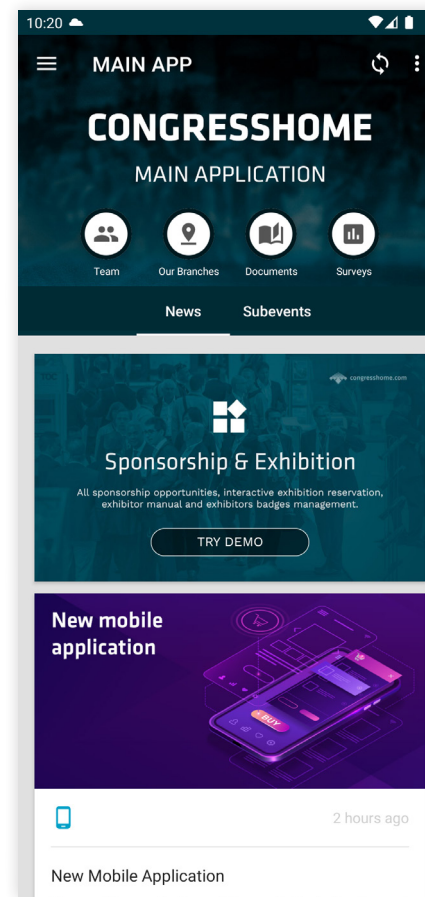 10:20
MAIN APP
CONGRESSHOME
MAIN APPLICATION
Team
Our Branches
Documents
Surveys
News
Subevents
congresshome.com
Sponsorship & Exhibition
All sponsorship opportunities, interactive exhibition reservation,
exhibitor manual and exhibitors badges management.
TRY DEMO
New mobile
application
BUY
2 hours ago
New Mobile Application